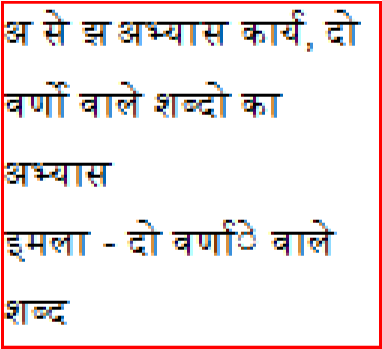 अ से झ अभ्यास कार्य, दो
वर्णों वाले शब्दो का
अभ्यास
इमला - दो वर्णाे वाले
शब्द